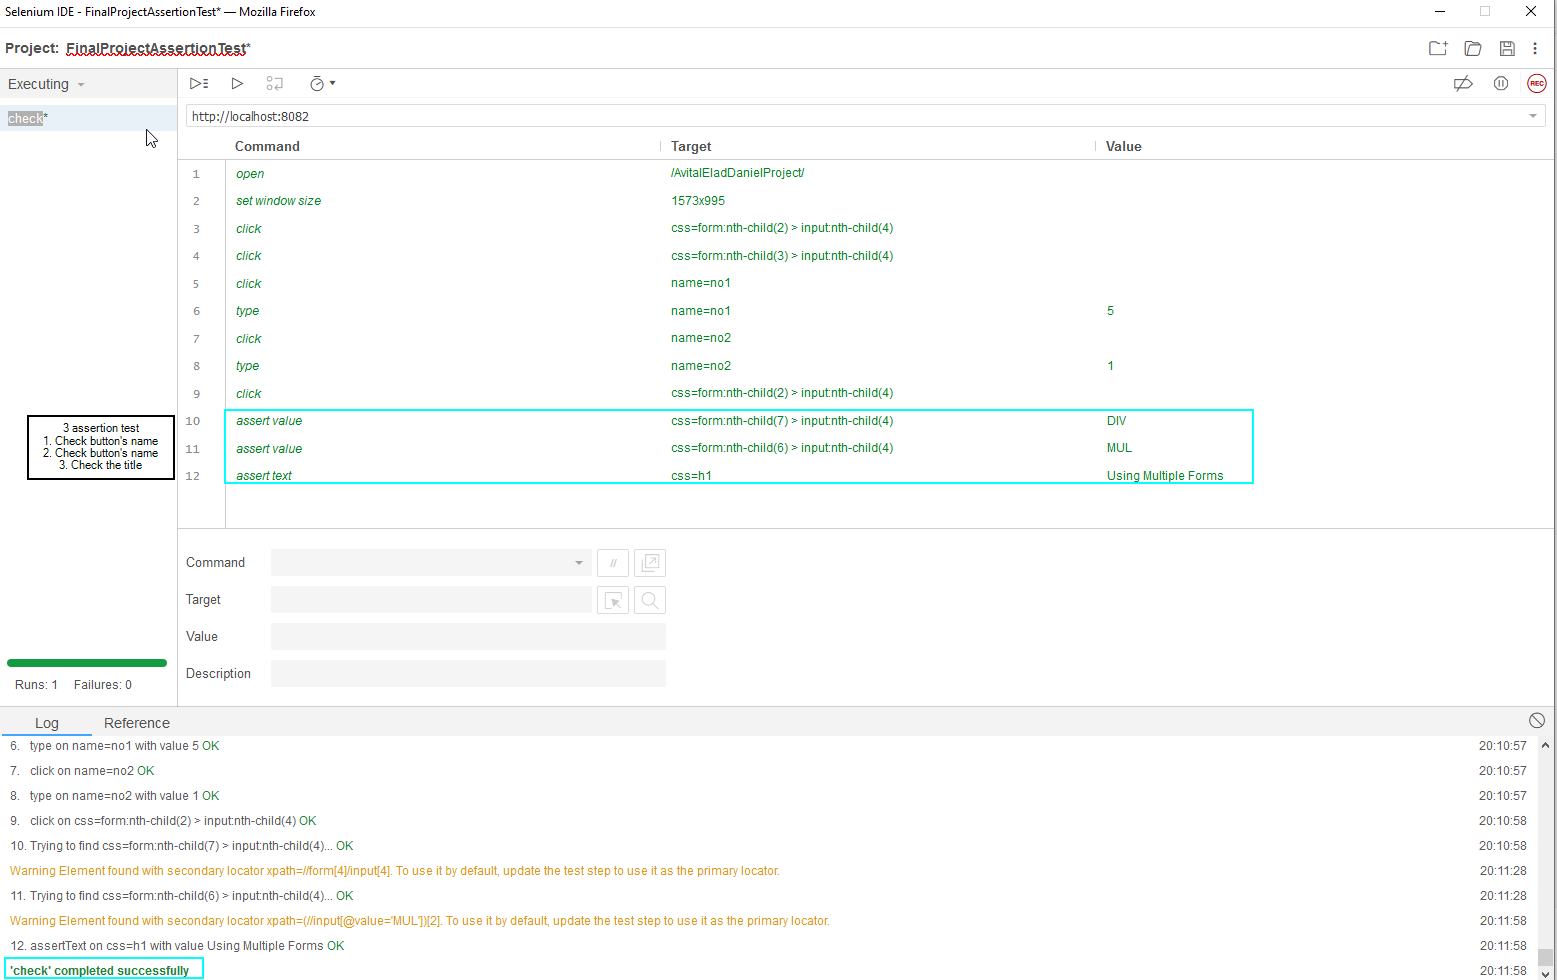 Selenium IDE - FinalProjectAssertionTest* — Mozilla Firefox
Project: FinalProjectAssertionTest*
Executing
check*
REC
http://localhost:8082
Command Target Value
1 open /AvitalEladDanielProject/
2 set window size 1573x995
3 click css=form:nth-child(2) > input:nth-child(4)
4 click css=form:nth-child(3) > input:nth-child(4)
5 click name=no1
6 type name=no1 5
7 click name=no2
8 type name=no2 1
9 click css=form:nth-child(2) > input:nth-child(4)
10 assert value css=form:nth-child(7) > input:nth-child(4) DIV
11 assert value css=form:nth-child(6) > input:nth-child(4) MUL
12 assert text css=h1 Using Multiple Forms
3 assertion test
1. Check button's name
2. Check button's name
3. Check the title
Command //
Target
Value
Description
Runs: 1 Failures: 0
Log Reference
6. type on name=no1 with value 5 OK 20:10:57
7. click on name=no2 OK 20:10:57
8. type on name=no2 with value 1 OK 20:10:57
9. click on css=form:nth-child(2) > input:nth-child(4) OK 20:10:58
10. Trying to find css=form:nth-child(7) > input:nth-child(4)... OK 20:10:58
Warning Element found with secondary locator xpath=//form[4]/input[4]. To use it by default, update the test step to use it as the primary locator. 20:11:28
11. Trying to find css=form:nth-child(6) > input:nth-child(4)... OK 20:11:28
Warning Element found with secondary locator xpath=(//input[@value='MUL'])[2]. To use it by default, update the test step to use it as the primary locator. 20:11:58
12. assertText on css=h1 with value Using Multiple Forms OK 20:11:58
'check' completed successfully 20:11:58